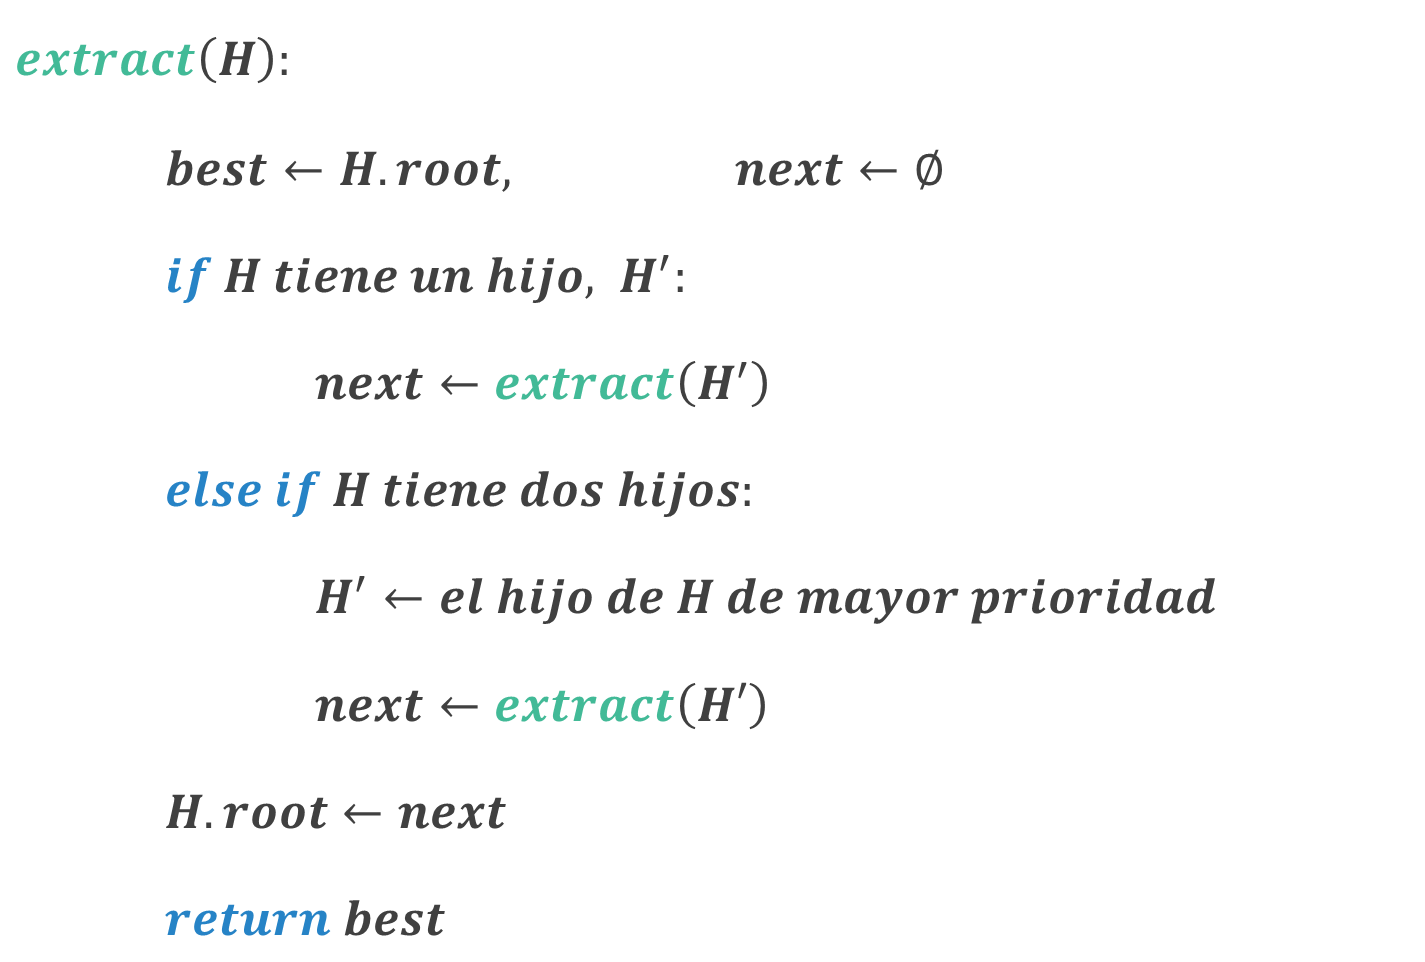 extract(H):
best ← H.root, next ← ∅
if H tiene un hijo, H′:
next ← extract(H′)
else if H tiene dos hijos:
H′ ← el hijo de H de mayor prioridad
next ← extract(H′)
H.root ← next
return best